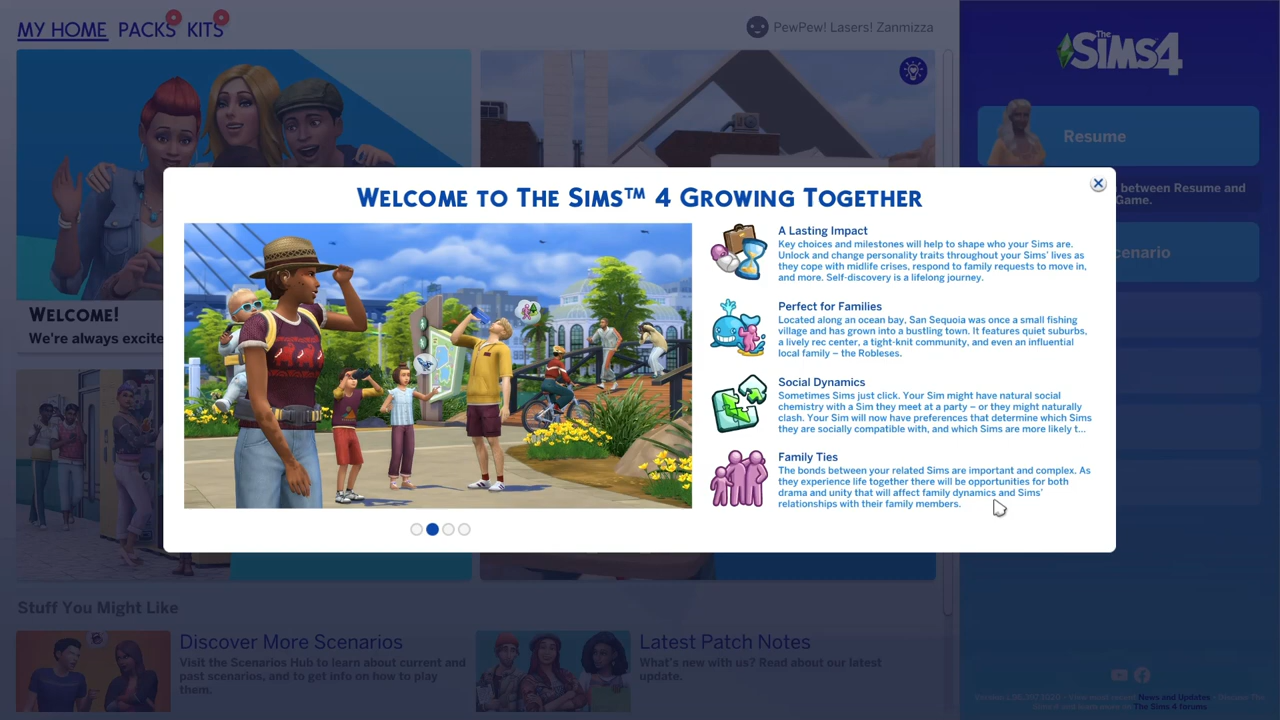 MY HOME PACKS KITS
PewPew! Lasers! Zanmizza
The SiMS 4
Resume
between Resume and
Game.
cenario
WELCOME TO THE SIMS™ 4 GROWING TOGETHER
A Lasting Impact
Key choices and milestones will help to shape who your Sims are.
Unlock and change personality traits throughout your Sims' lives as
they cope with midlife crises, respond to family requests to move in,
and more. Self-discovery is a lifelong journey.
Perfect for Families
Located along an ocean bay, San Sequoia was once a small fishing
village and has grown into a bustling town. It features quiet suburbs,
a lively rec center, a tight-knit community, and even an influential
local family – the Robleses.
Social Dynamics
Sometimes Sims just click. Your Sim might have natural social
chemistry with a Sim they meet at a party – or they might naturally
clash. Your Sim will now have preferences that determine which Sims
they are socially compatible with, and which Sims are more likely t...
Family Ties
The bonds between your related Sims are important and complex. As
they experience life together there will be opportunities for both
drama and unity that will affect family dynamics and Sims'
relationships with their family members.
WELCOME!
We're always excite
Stuff You Might Like
Discover More Scenarios
Visit the Scenarios Hub to learn about current and
past scenarios, and to get info on how to play
them.
Latest Patch Notes
What's new with us? Read about our latest
update.
News and Updates
The Sims 4 forums